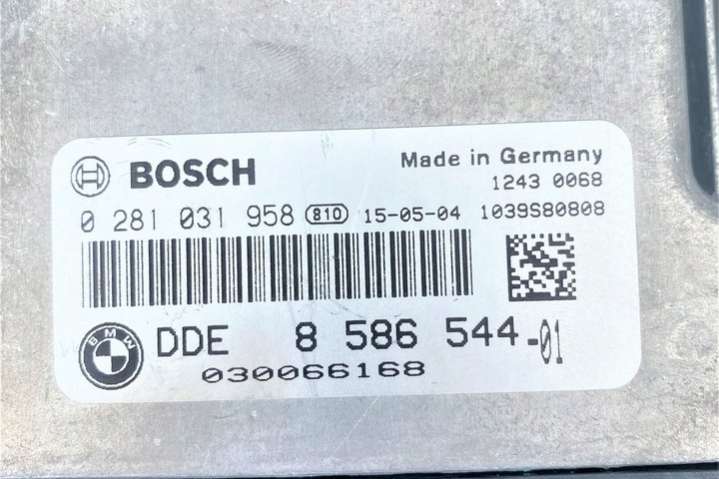 BOSCH
Made in Germany
1243 0068
0 281 031 958 810 15-05-04 1039S80808
BMW DDE 8 586 544-01
030066168